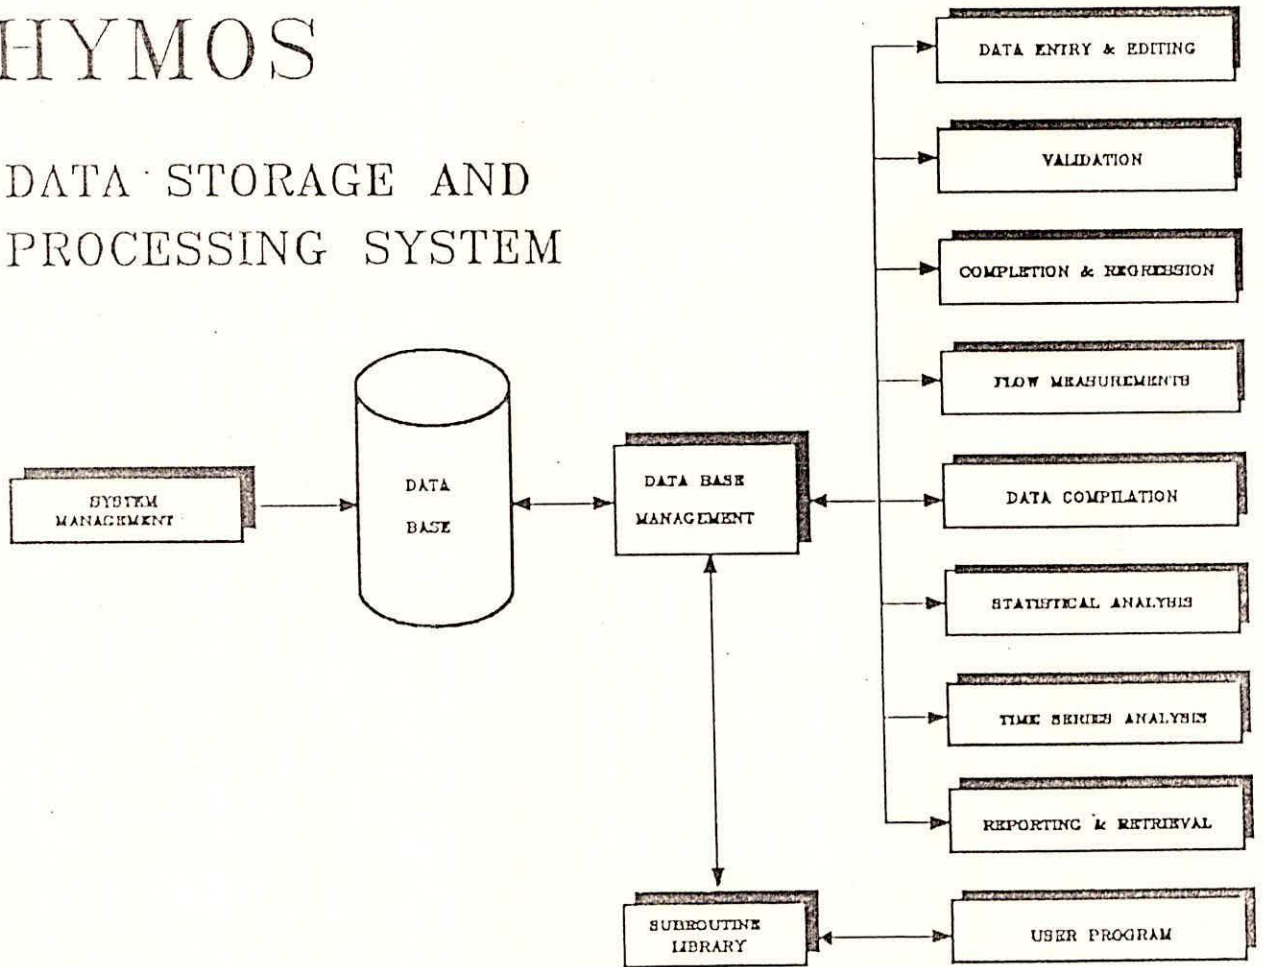 HYMOS
DATA STORAGE AND
PROCESSING SYSTEM
DATA ENTRY & EDITING
VALIDATION
COMPLETION & REGRESSION
FLOW MEASUREMENTS
DATA COMPILATION
STATISTICAL ANALYSIS
TIME SERIES ANALYSIS
REPORTING & RETRIEVAL
SYSTEM
MANAGEMENT
DATA
BASE
DATA BASE
MANAGEMENT
SUBROUTINE
LIBRARY
USER PROGRAM